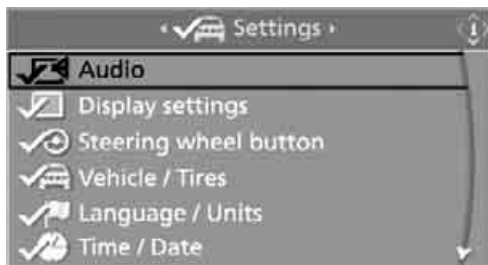 Settings
Audio
Display settings
Steering wheel button
Vehicle / Tires
Language / Units
Time / Date